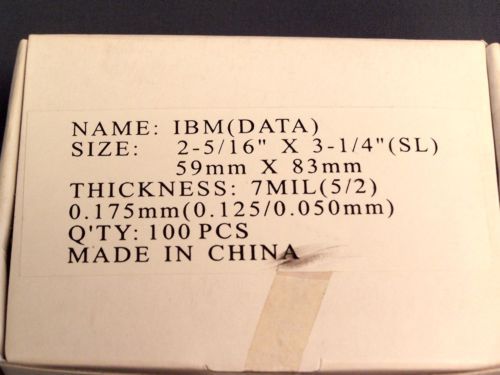 NAME: IBM(DATA)
SIZE: 2-5/16" X 3-1/4"(SL)
59mm X 83mm
THICKNESS: 7MIL(5/2)
0.175mm(0.125/0.050mm)
Q'TY: 100 PCS
MADE IN CHINA